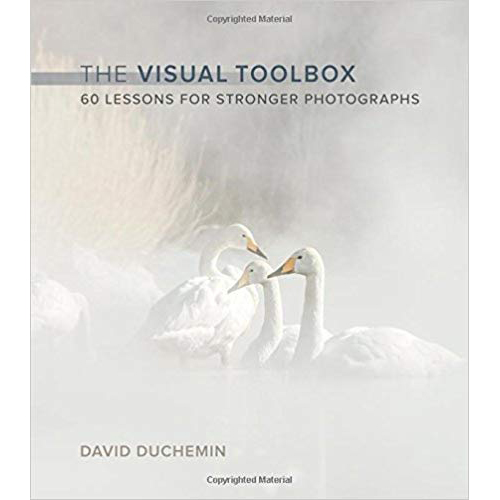 Copyrighted Material
THE VISUAL TOOLBOX
60 LESSONS FOR STRONGER PHOTOGRAPHS
DAVID DUCHEMIN
Copyrighted Material